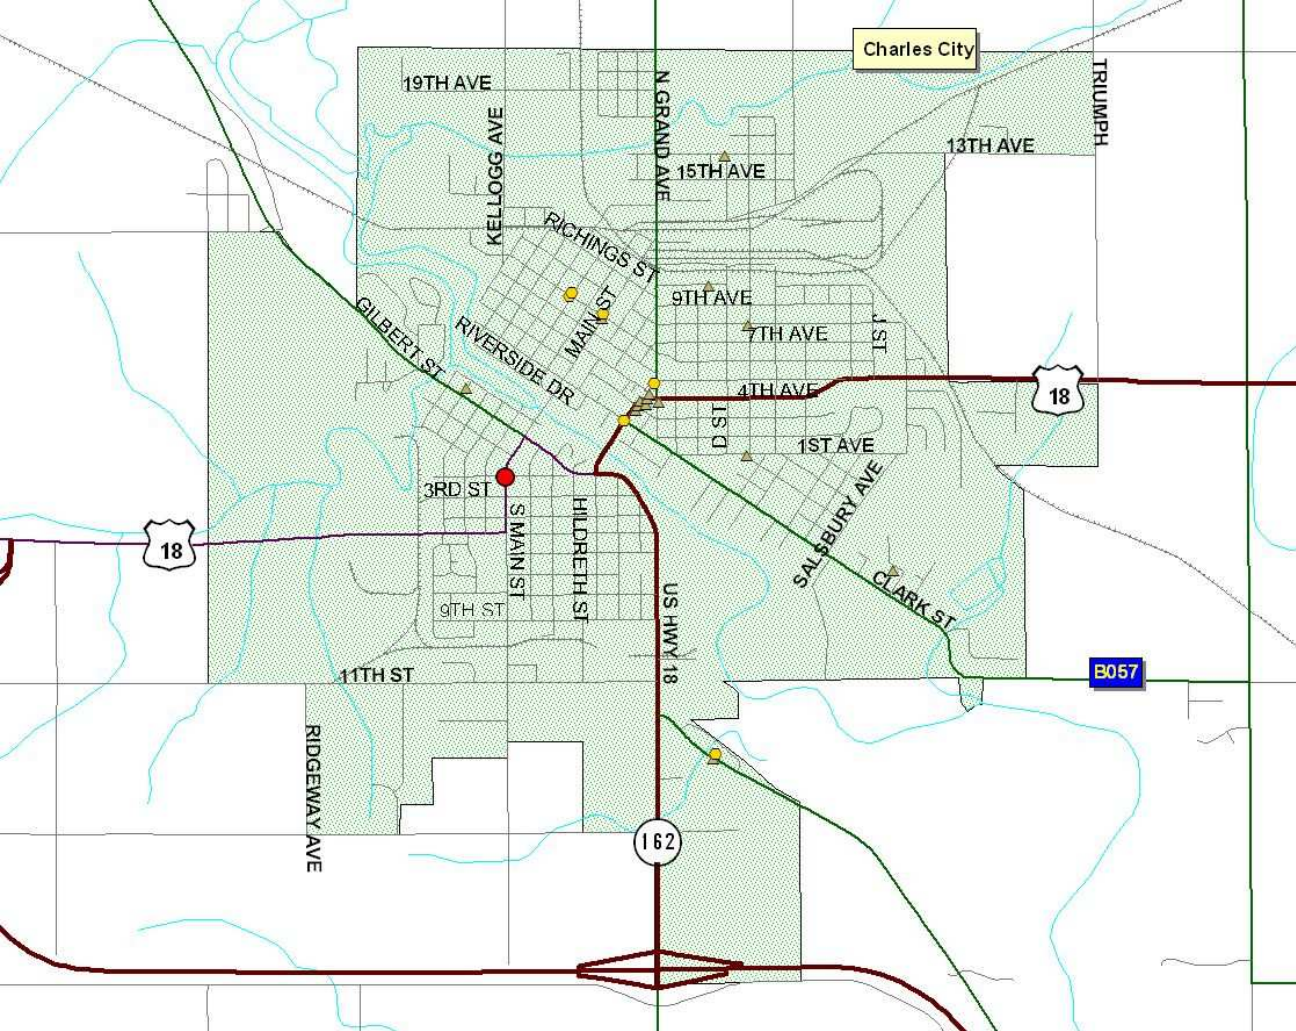 Charles City
19TH AVE
N GRAND AVE
TRIUMPH
KELLOGG AVE
13TH AVE
15TH AVE
RICHINGS ST
9TH AVE
MAIN ST
GILBERT ST
RIVERSIDE DR
7TH AVE
J ST
4TH AVE
18
D ST
1ST AVE
3RD ST
SALSBURY AVE
S MAIN ST
HILDRETH ST
18
CLARK ST
9TH ST
US HWY 18
11TH ST
B057
RIDGEWAY AVE
162